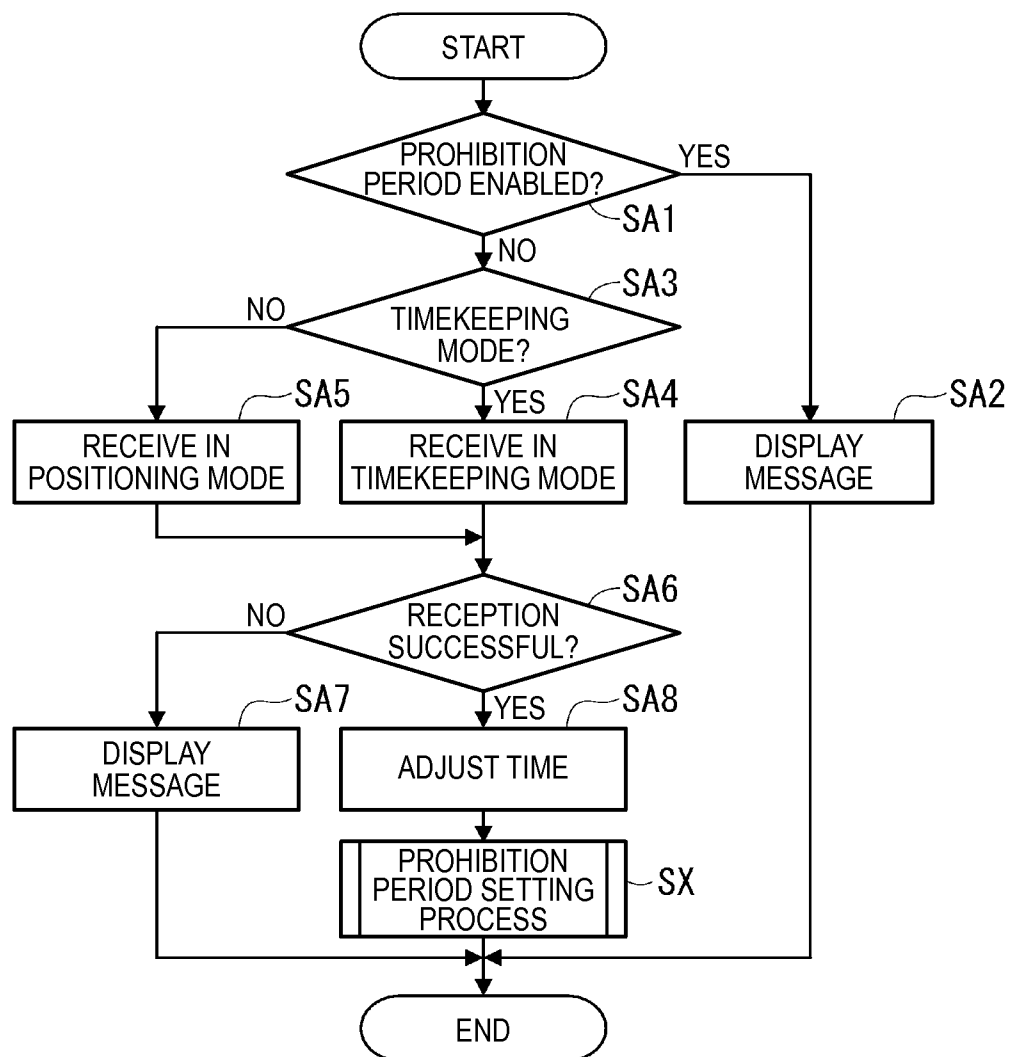 START
PROHIBITION
PERIOD ENABLED?
YES
SA1
NO
SA3
NO
TIMEKEEPING
MODE?
SA5
YES
SA4
SA2
RECEIVE IN
POSITIONING MODE
RECEIVE IN
TIMEKEEPING MODE
DISPLAY
MESSAGE
SA6
NO
RECEPTION
SUCCESSFUL?
SA7
YES
SA8
DISPLAY
MESSAGE
ADJUST TIME
PROHIBITION
PERIOD SETTING
PROCESS
SX
END